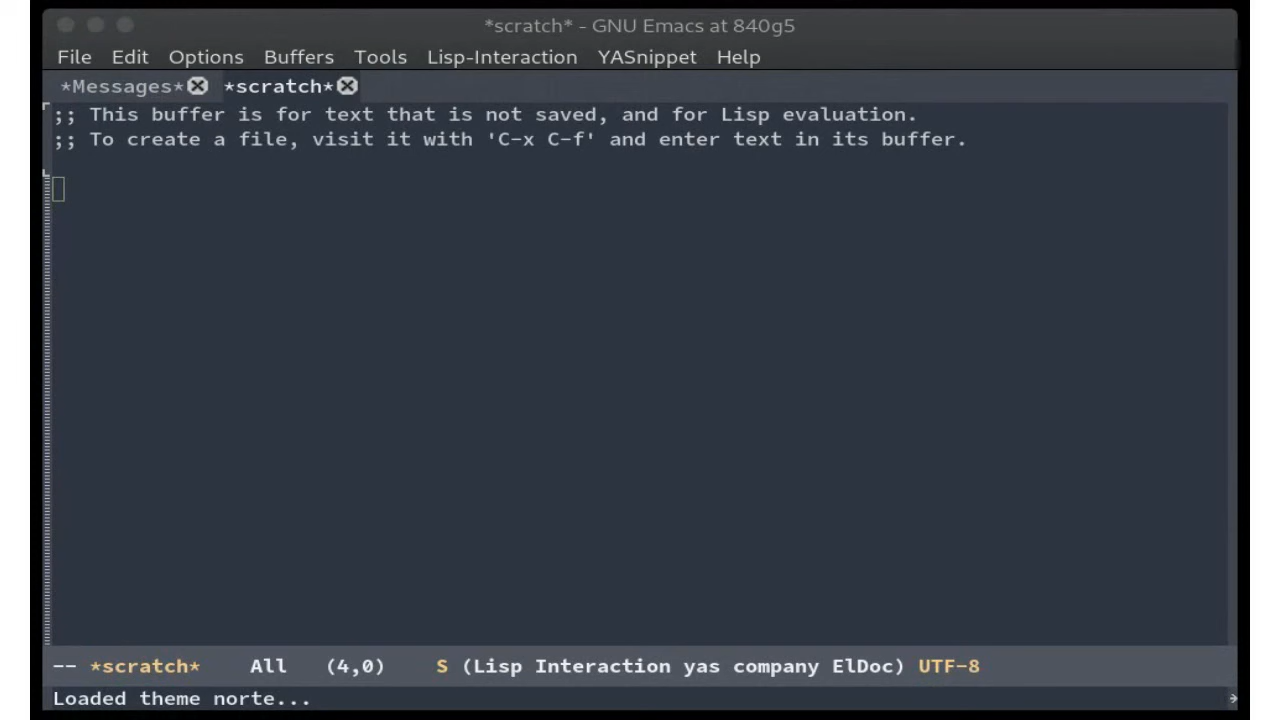 *scratch* - GNU Emacs at 840g5
File Edit Options Buffers Tools Lisp-Interaction YASnippet Help
*Messages* *scratch*
;; This buffer is for text that is not saved, and for Lisp evaluation.
;; To create a file, visit it with 'C-x C-f' and enter text in its buffer.
-- *scratch* All (4,0) S (Lisp Interaction yas company ElDoc) UTF-8
Loaded theme norte...